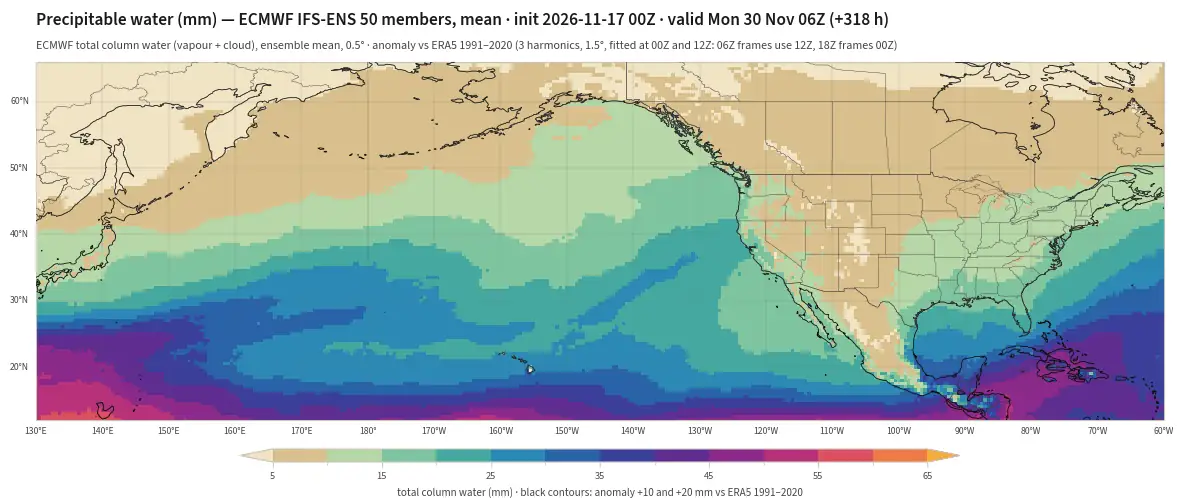 Precipitable water (mm) — ECMWF IFS-ENS 50 members, mean · init 2026-11-17 00Z · valid Mon 30 Nov 06Z (+318 h)
ECMWF total column water (vapour + cloud), ensemble mean, 0.5° · anomaly vs ERA5 1991–2020 (3 harmonics, 1.5°, fitted at 00Z and 12Z: 06Z frames use 12Z, 18Z frames 00Z)
60°N
50°N
40°N
30°N
20°N
130°E 140°E 150°E 160°E 170°E 180° 170°W 160°W 150°W 140°W 130°W 120°W 110°W 100°W 90°W 80°W 70°W 60°W
5 15 25 35 45 55 65
total column water (mm) · black contours: anomaly +10 and +20 mm vs ERA5 1991–2020